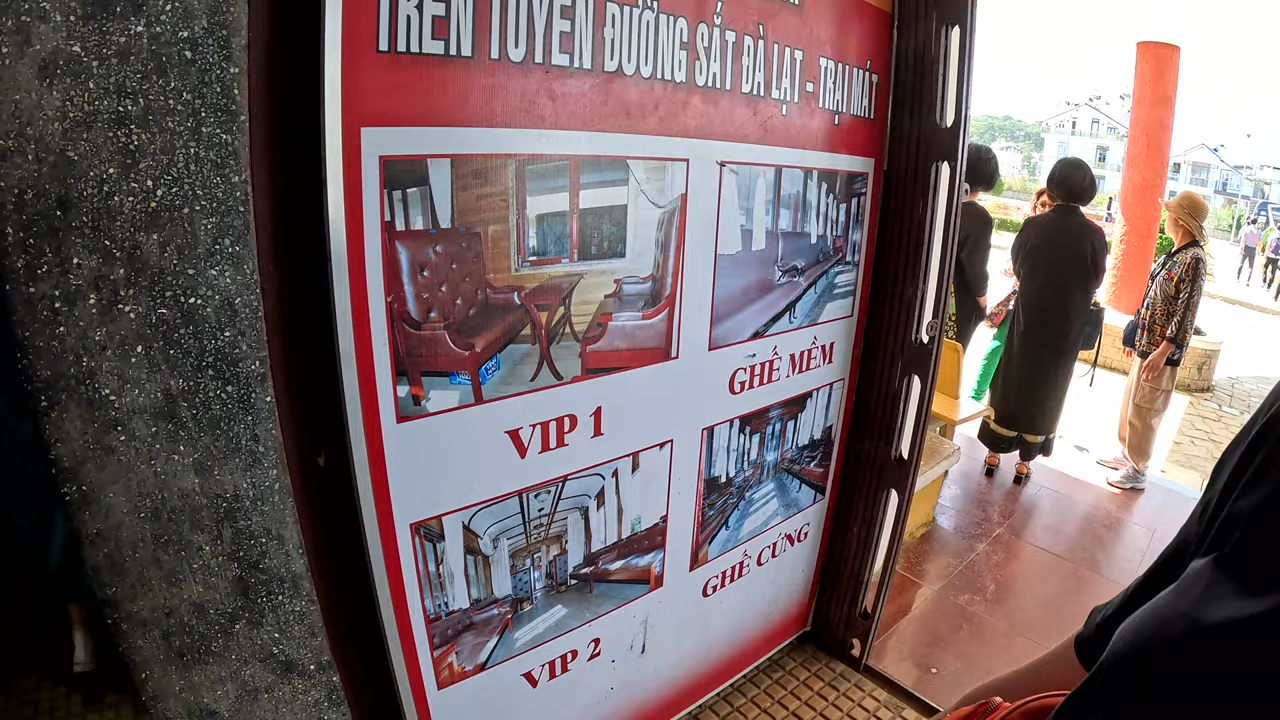 TRÊN TUYẾN ĐƯỜNG SẮT ĐÀ LẠT - TRẠI MÁT
VIP 1
GHẾ MỀM
VIP 2
GHẾ CỨNG